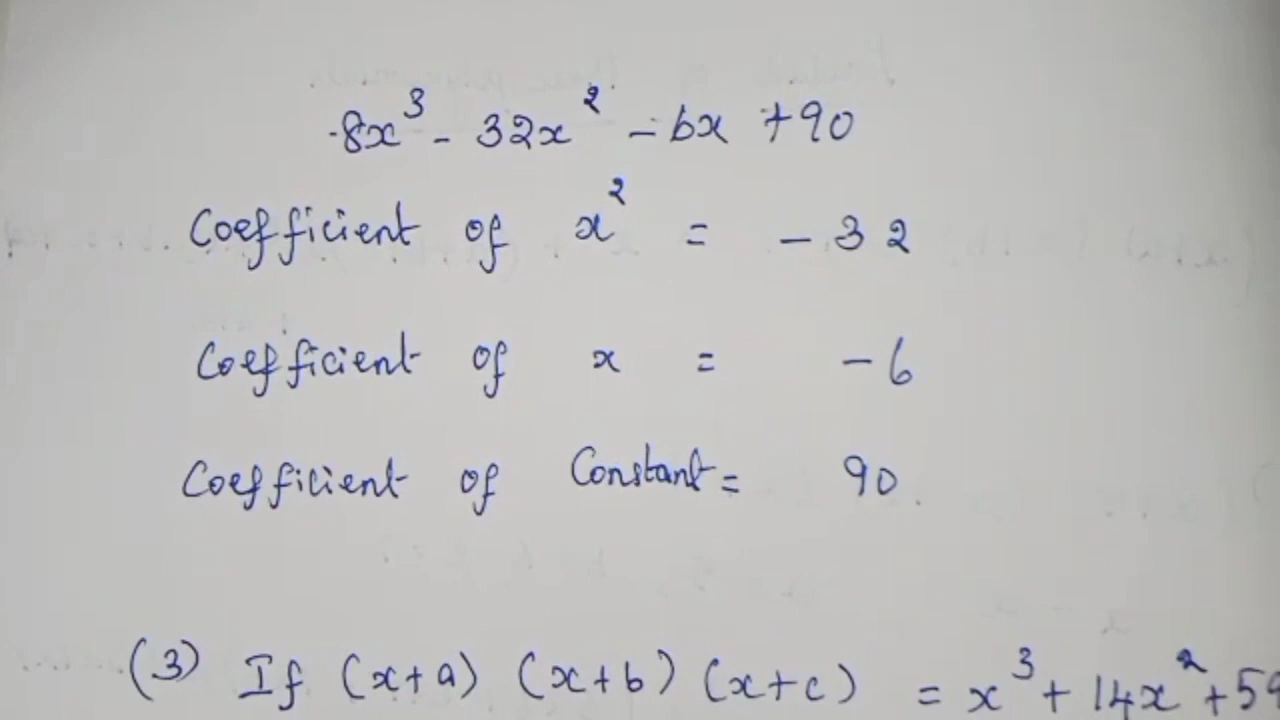 8x³ - 32x² - 6x + 90
Coefficient of x² = - 32
Coefficient of x = - 6
Coefficient of Constant = 90
(3) If (x+a) (x+b) (x+c) = x³ + 14x² + 59